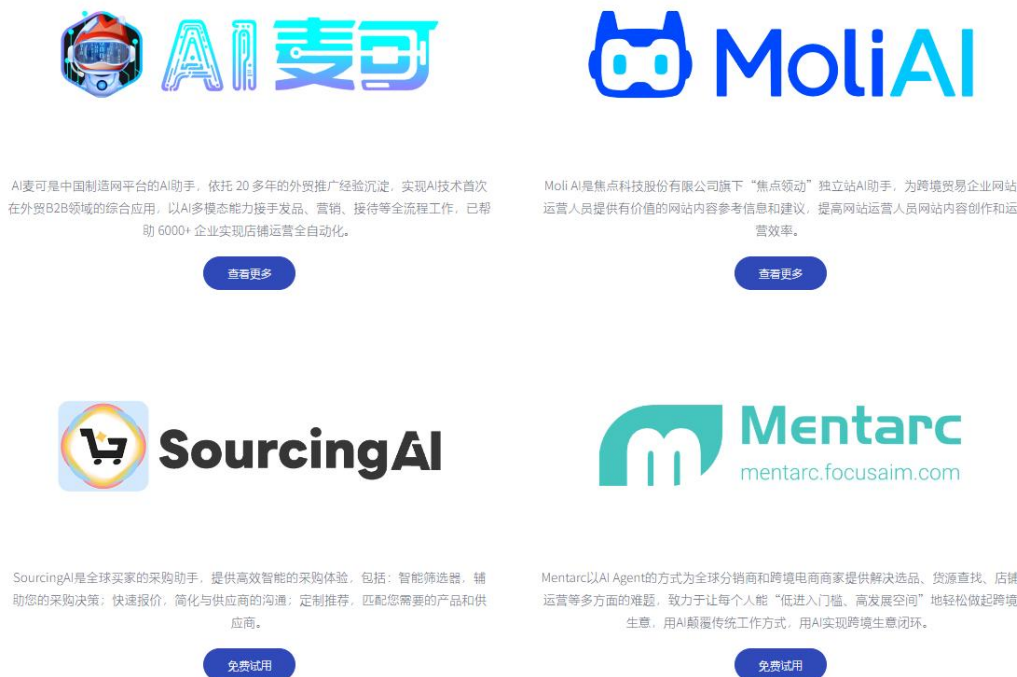 AI麦可
MoliAI
AI麦可是中国制造网平台的AI助手，依托 20 多年的外贸推广经验沉淀，实现AI技术首次
在外贸B2B领域的综合应用，以AI多模态能力接手发品、营销、接待等全流程工作，已帮
助 6000+ 企业实现店铺运营全自动化。
查看更多
Moli AI是焦点科技股份有限公司旗下“焦点领动”独立站AI助手，为跨境贸易企业网站
运营人员提供有价值的网站内容参考信息和建议，提高网站运营人员网站内容创作和运
营效率。
查看更多
SourcingAI
Mentarc
mentarc.focusaim.com
SourcingAI是全球买家的采购助手，提供高效智能的采购体验，包括：智能筛选器，辅
助您的采购决策；快速报价，简化与供应商的沟通；定制推荐，匹配您需要的产品和供
应商。
免费试用
Mentarc以AI Agent的方式为全球分销商和跨境电商商家提供解决选品、货源查找、店铺
运营等多方面的难题，致力于让每个人能“低进入门槛、高发展空间”地轻松做起跨境
生意，用AI颠覆传统工作方式，用AI实现跨境生意闭环。
免费试用